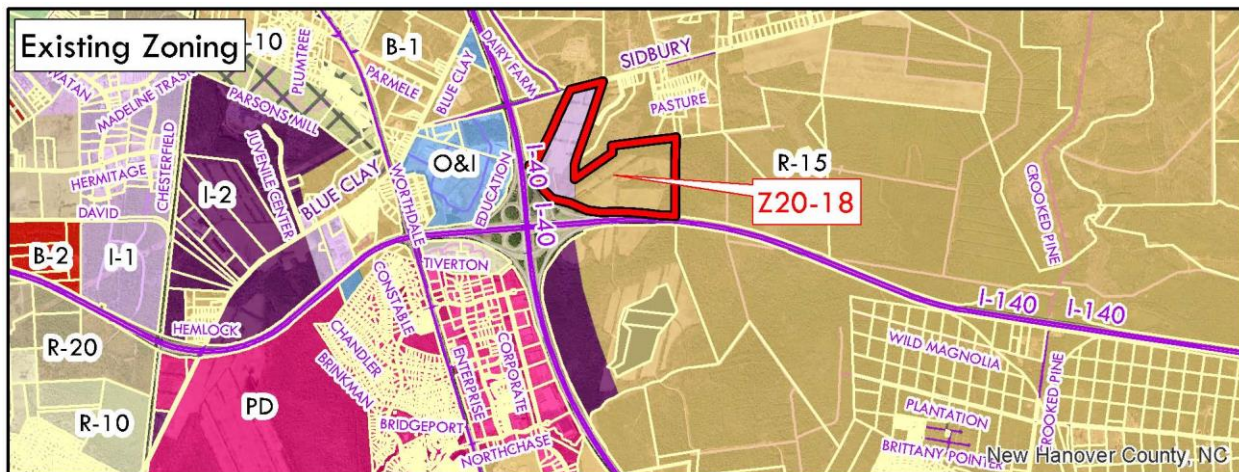 Existing Zoning
-10
B-1
SIDBURY
DAIRY FARM
PLUMTREE
PARMELE
BLUE CLAY
MADELINE TRASK
PARSONS MILL
PASTURE
CHESTERFIELD
HERMITAGE
JUVENILE CENTER
O&I
EDUCATION
I-40
I-40
R-15
I-2
BLUE CLAY
WORTHDALE
Z20-18
CROOKED PINE
DAVID
B-2
I-1
TIVERTON
CONSTABLE
I-140
I-140
HEMLOCK
R-20
CHANDLER
BRINKMAN
ENTERPRISE
CORPORATE
WILD MAGNOLIA
CROOKED PINE
R-10
PD
BRIDGEPORT
PLANTATION
NORTHCHASE
BRITTANY POINTER
New Hanover County, NC